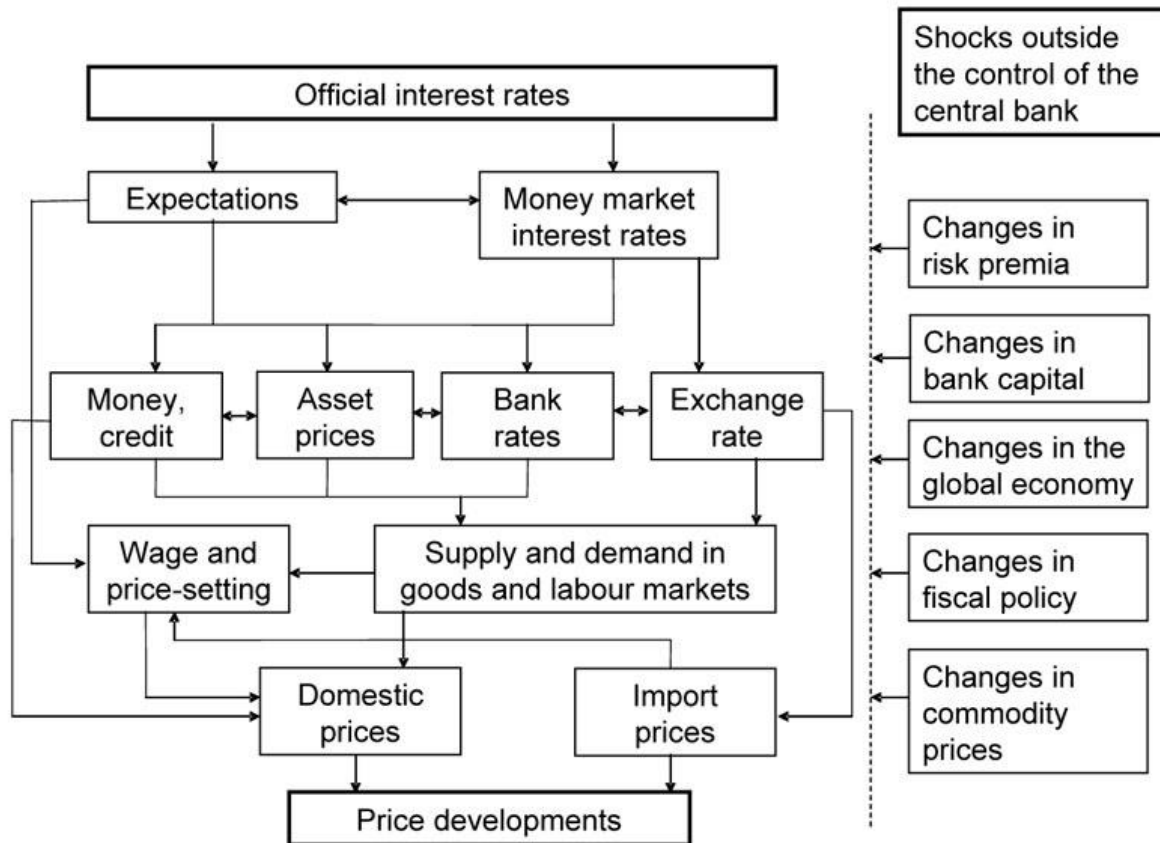 Official interest rates
Expectations
Money market
interest rates
Money,
credit
Asset
prices
Bank
rates
Exchange
rate
Wage and
price-setting
Supply and demand in
goods and labour markets
Domestic
prices
Import
prices
Price developments
Shocks outside
the control of the
central bank
Changes in
risk premia
Changes in
bank capital
Changes in the
global economy
Changes in
fiscal policy
Changes in
commodity
prices